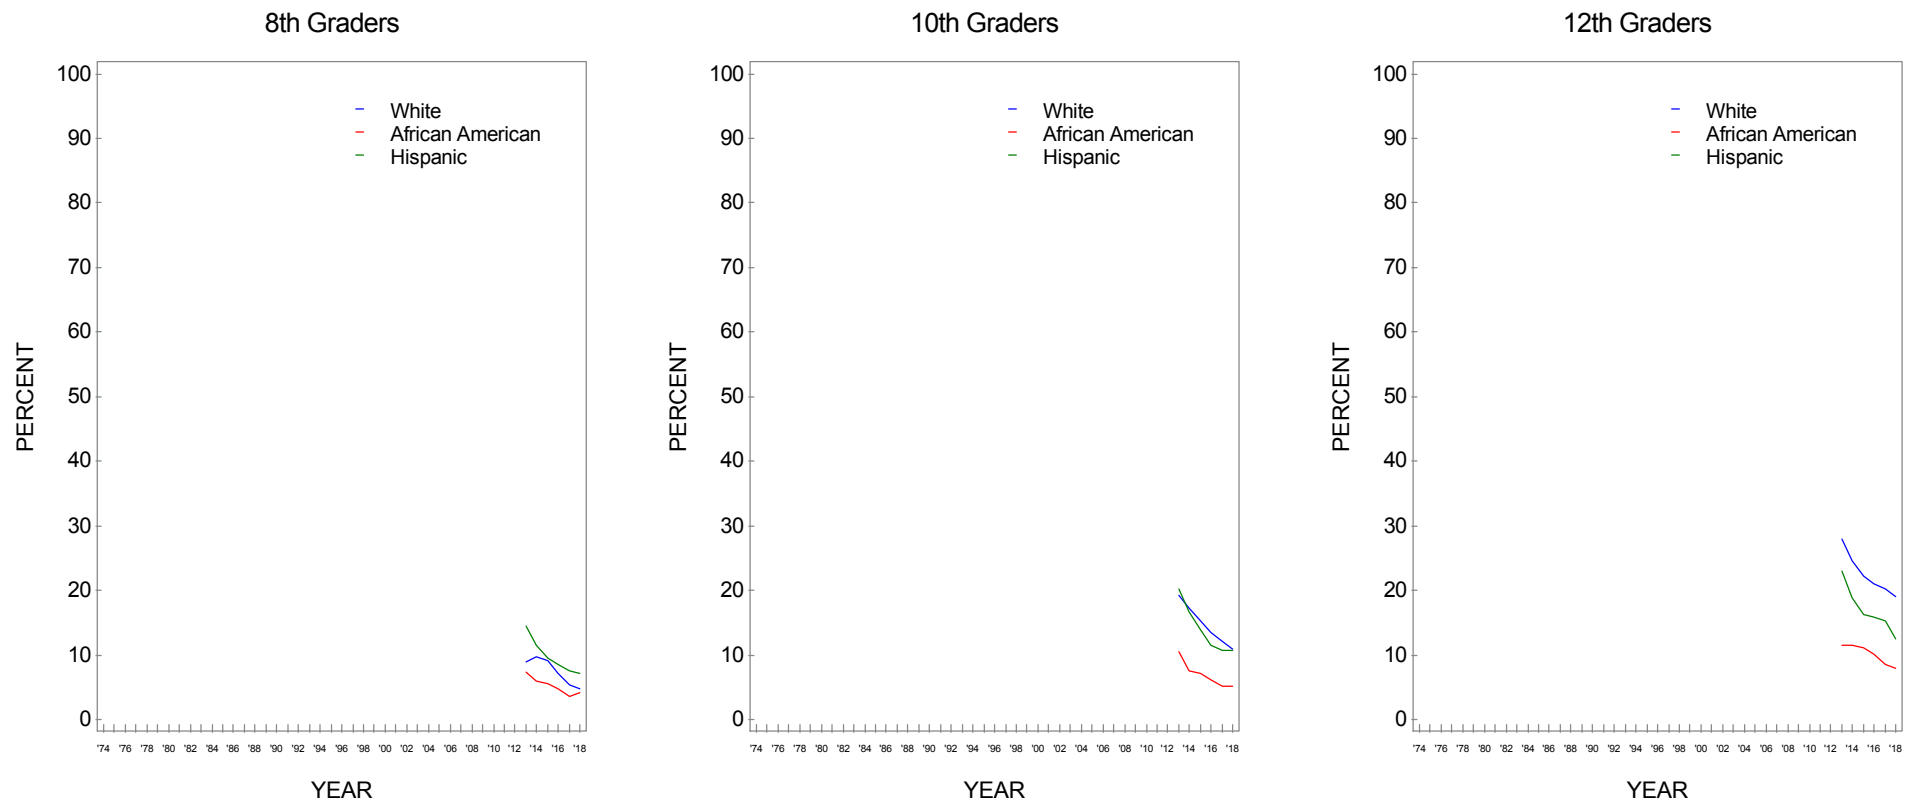 8th Graders
100
90
80
70
60
50
40
30
20
10
0
PERCENT
White
African American
Hispanic
'74 '76 '78 '80 '82 '84 '86 '88 '90 '92 '94 '96 '98 '00 '02 '04 '06 '08 '10 '12 '14 '16 '18
YEAR
10th Graders
100
90
80
70
60
50
40
30
20
10
0
PERCENT
White
African American
Hispanic
'74 '76 '78 '80 '82 '84 '86 '88 '90 '92 '94 '96 '98 '00 '02 '04 '06 '08 '10 '12 '14 '16 '18
YEAR
12th Graders
100
90
80
70
60
50
40
30
20
10
0
PERCENT
White
African American
Hispanic
'74 '76 '78 '80 '82 '84 '86 '88 '90 '92 '94 '96 '98 '00 '02 '04 '06 '08 '10 '12 '14 '16 '18
YEAR